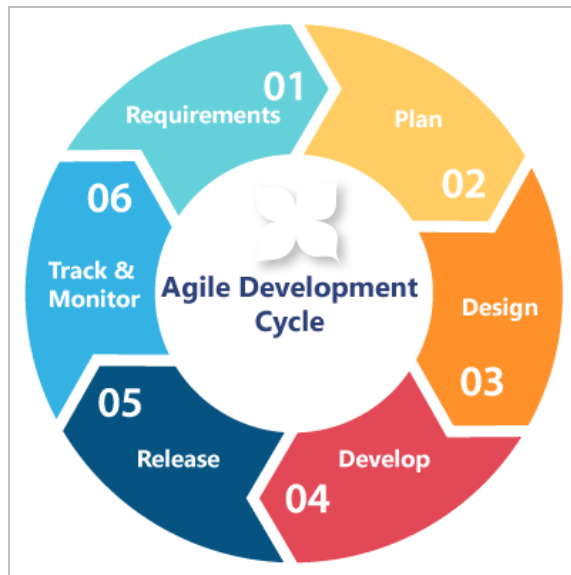 01
Requirements
Plan
02
Design
03
Develop
04
Release
05
Track &
Monitor
06
Agile Development
Cycle